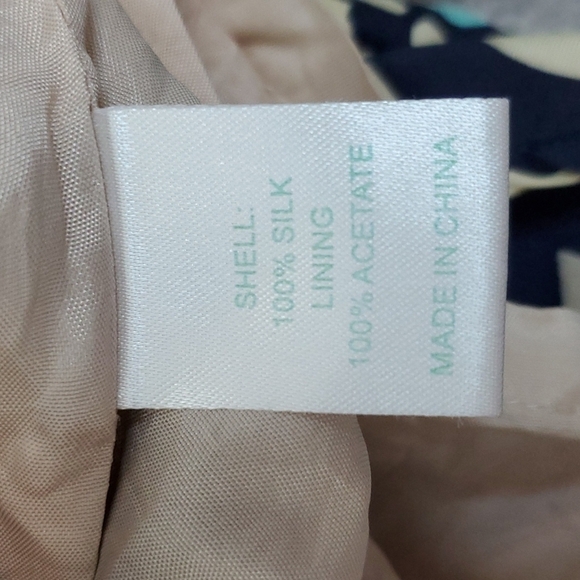 SHELL:
100% SILK
LINING
100% ACETATE
MADE IN CHINA